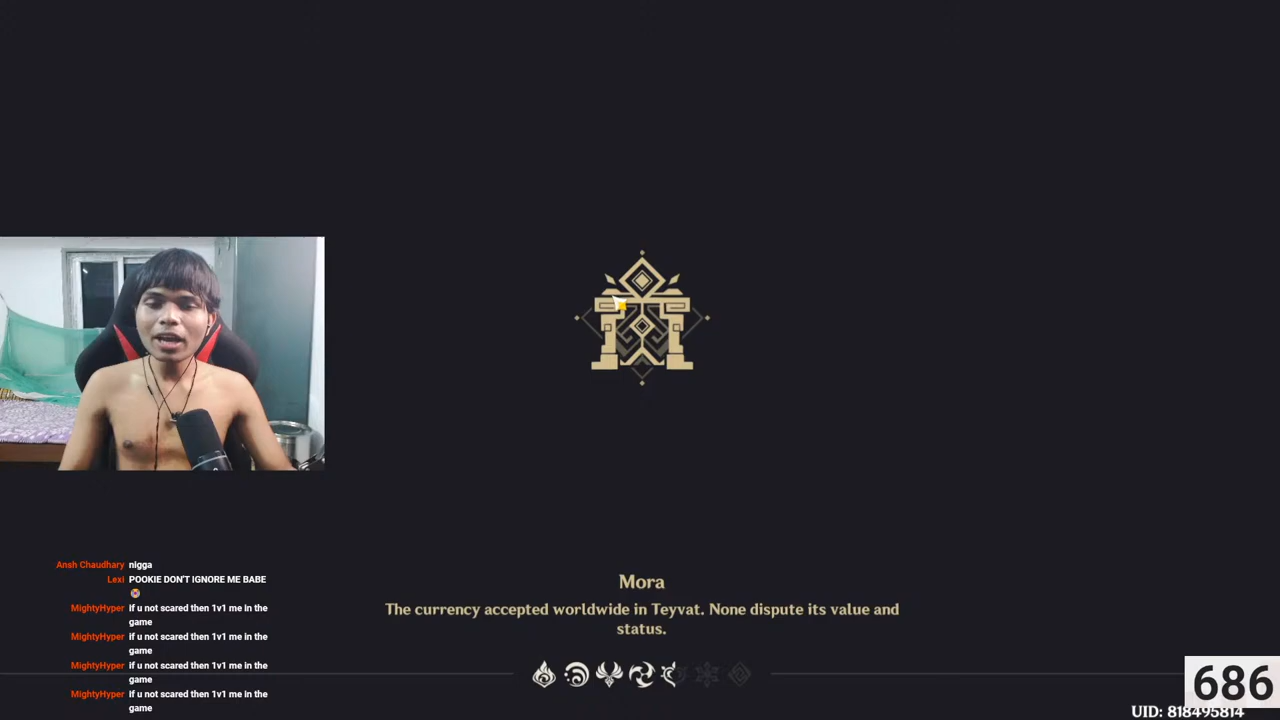 Ansh Chaudhary nigga
Lexi POOKIE DON'T IGNORE ME BABE
MightyHyper If u not scared then 1v1 me in the
game
MightyHyper if u not scared then 1v1 me in the
game
MightyHyper if u not scared then 1v1 me in the
game
MightyHyper if u not scared then 1v1 me in the
game
Mora
The currency accepted worldwide in Teyvat. None dispute its value and
status.
686
UID: 818495814